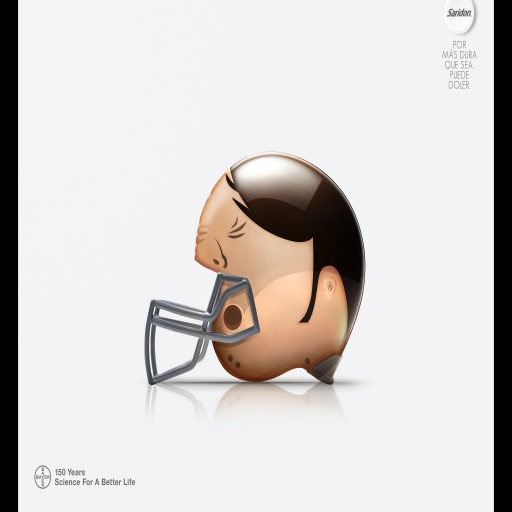 Saridon
POR
MÁS DURA
QUE SEA,
PUEDE
DOLER.
BAYER
150 Years
Science For A Better Life